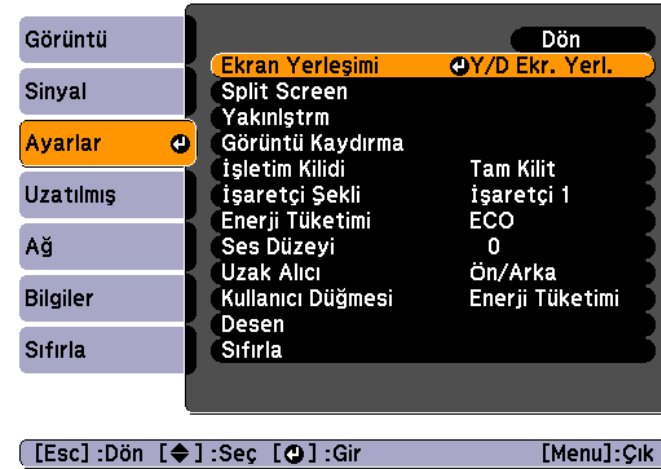 Görüntü
Sinyal
Ayarlar
Uzatılmış
Ağ
Bilgiler
Sıfırla
Dön
Ekran Yerleşimi Y/D Ekr. Yerl.
Split Screen
Yakınlştrm
Görüntü Kaydırma
İşletim Kilidi Tam Kilit
İşaretçi Şekli İşaretçi 1
Enerji Tüketimi ECO
Ses Düzeyi 0
Uzak Alıcı Ön/Arka
Kullanıcı Düğmesi Enerji Tüketimi
Desen
Sıfırla
[Esc] :Dön [◆] :Seç [⏎] :Gir [Menu]:Çık